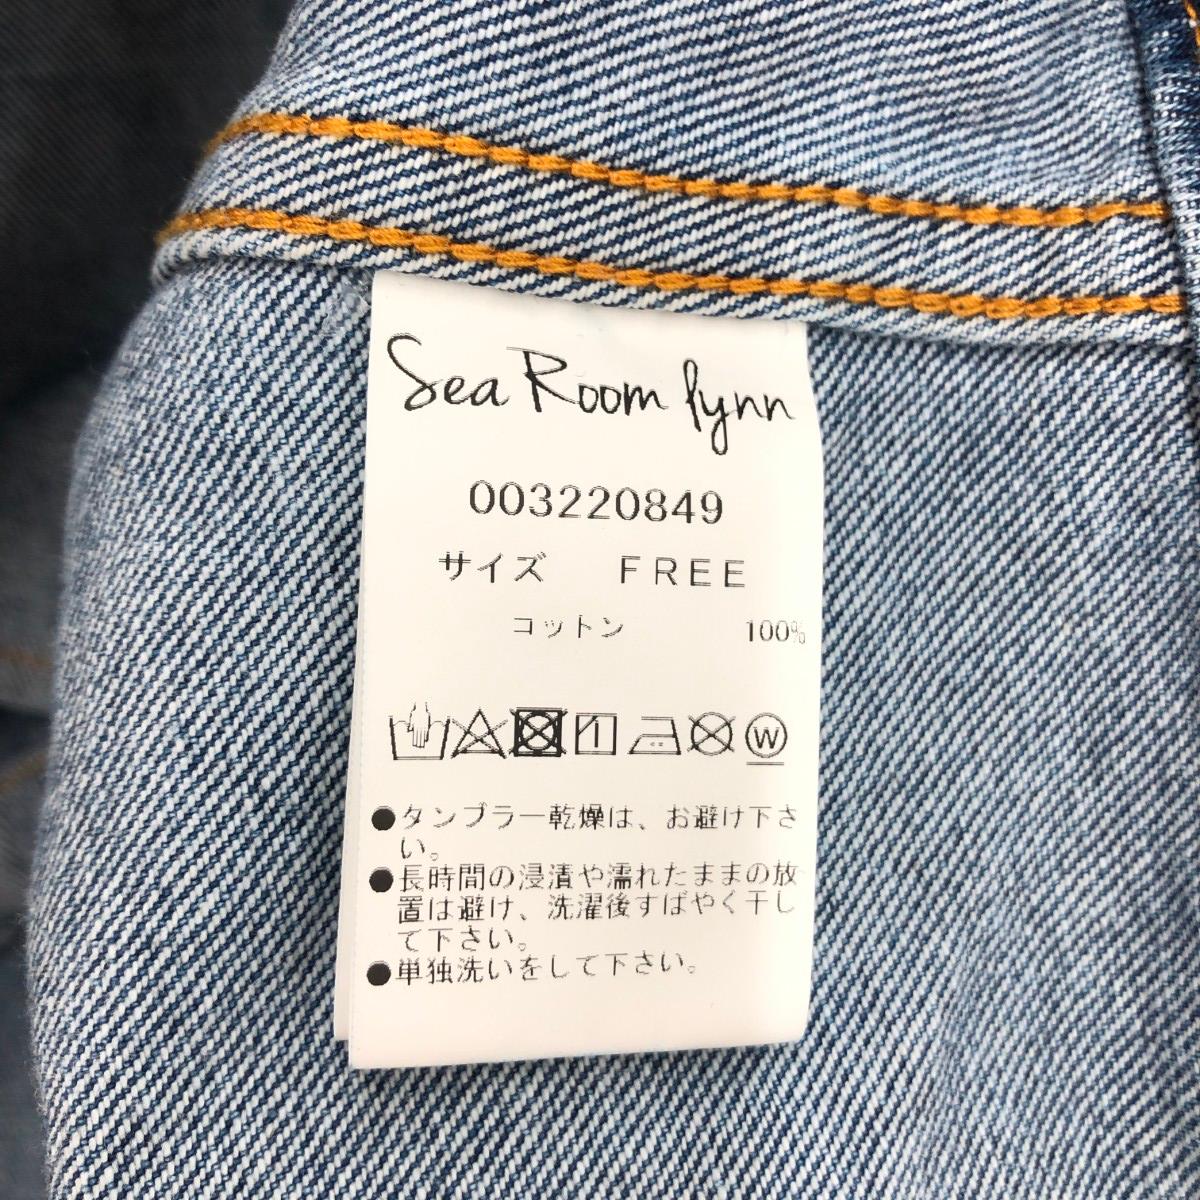 Sea Room lynn
003220849
サイズ FREE
コットン 100%
W
●タンブラー乾燥は、お避け下さ
い。
●長時間の浸漬や濡れたままの放
置は避け、洗濯後すばやく干し
て下さい。
●単独洗いをして下さい。